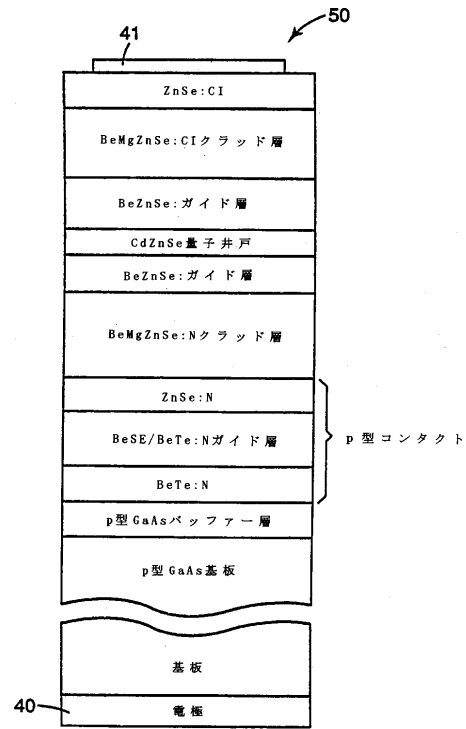 50
41
ZnSe:Cl
BeMgZnSe:Clクラッド層
BeZnSe:ガイド層
CdZnSe量子井戸
BeZnSe:ガイド層
BeMgZnSe:Nクラッド層
ZnSe:N
BeSE/BeTe:Nガイド層
p型コンタクト
BeTe:N
p型GaAsバッファー層
p型GaAs基板
基板
40
電極